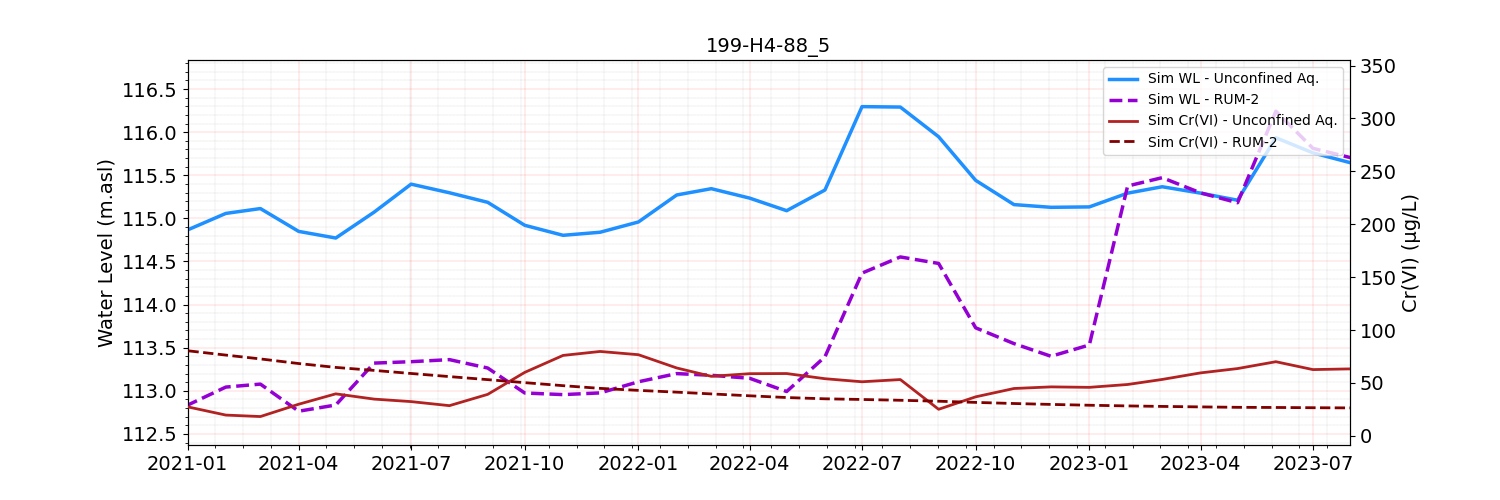 199-H4-88_5
Water Level (m.asl)
116.5
116.0
115.5
115.0
114.5
114.0
113.5
113.0
112.5
Sim WL - Unconfined Aq.
Sim WL - RUM-2
Sim Cr(VI) - Unconfined Aq.
Sim Cr(VI) - RUM-2
350
300
250
200
150
100
50
0
Cr(VI) (μg/L)
2021-01 2021-04 2021-07 2021-10 2022-01 2022-04 2022-07 2022-10 2023-01 2023-04 2023-07